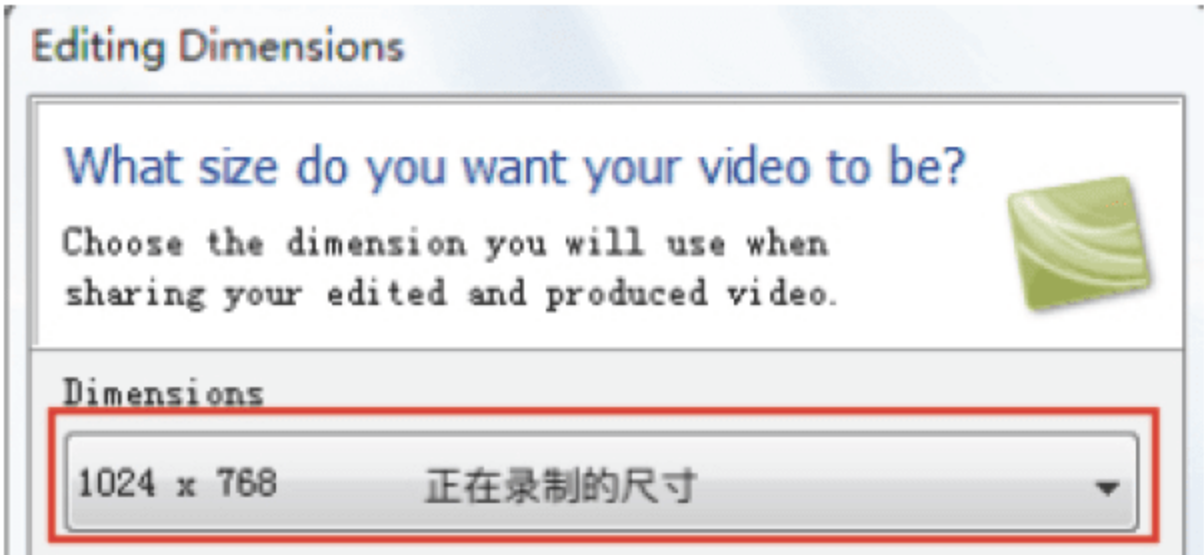 Editing Dimensions
What size do you want your video to be?
Choose the dimension you will use when
sharing your edited and produced video.
Dimensions
1024 x 768 正在录制的尺寸